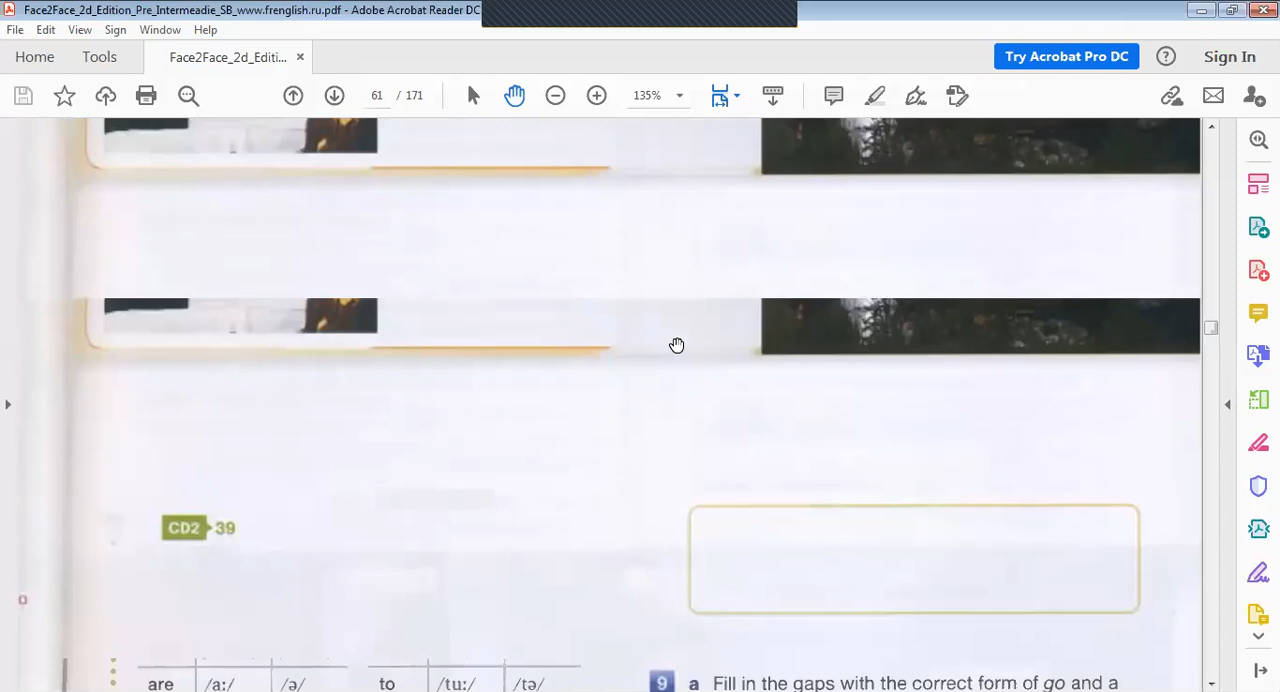 Face2Face_2d_Edition_Pre_Intermeadie_SB_www.frenglish.ru.pdf - Adobe Acrobat Reader DC
File Edit View Sign Window Help
Home Tools Face2Face_2d_Editi... × Try Acrobat Pro DC ? Sign In
61 / 171 135%
CD2 39
are /ɑː/ /ə/ to /tuː/ /tə/
9 a Fill in the gaps with the correct form of go and a